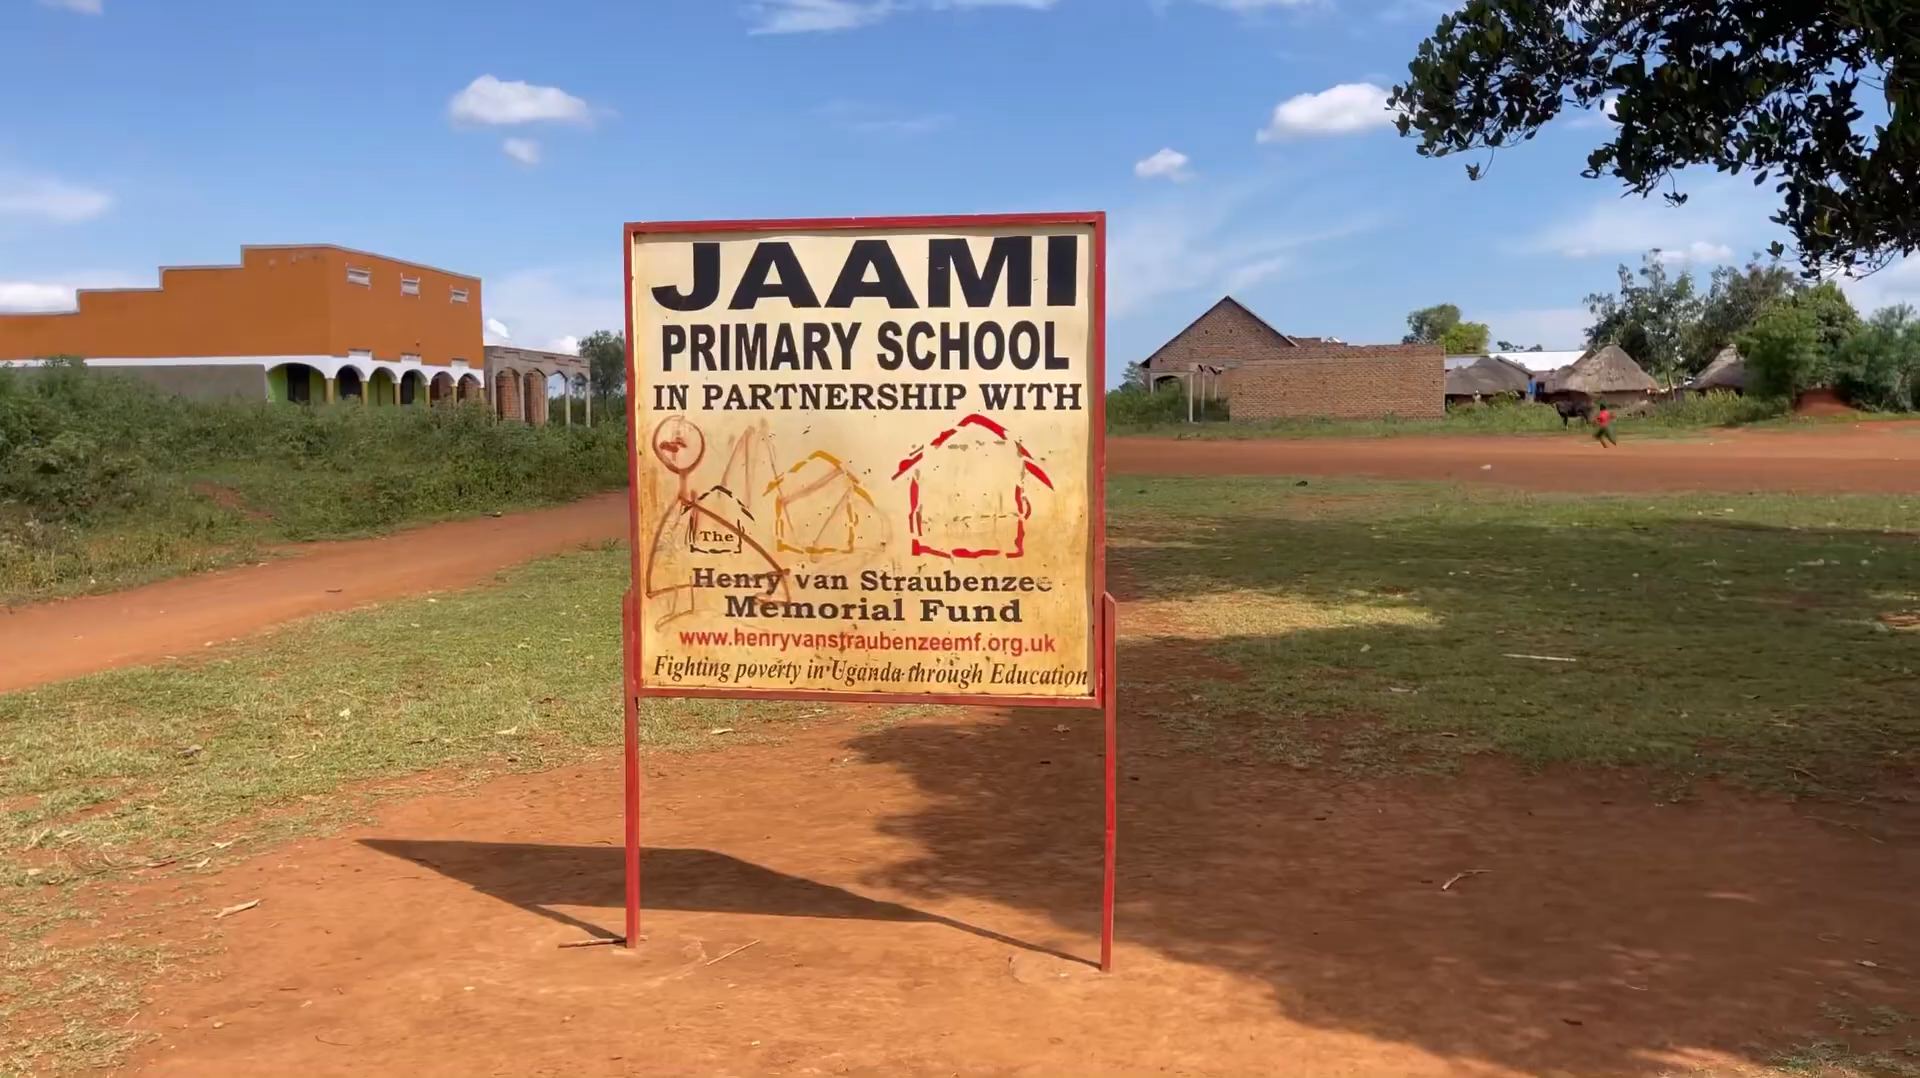 JAAMI
PRIMARY SCHOOL
IN PARTNERSHIP WITH
The
Henry van Straubenzee
Memorial Fund
www.henryvanstraubenzeemf.org.uk
Fighting poverty in Uganda through Education